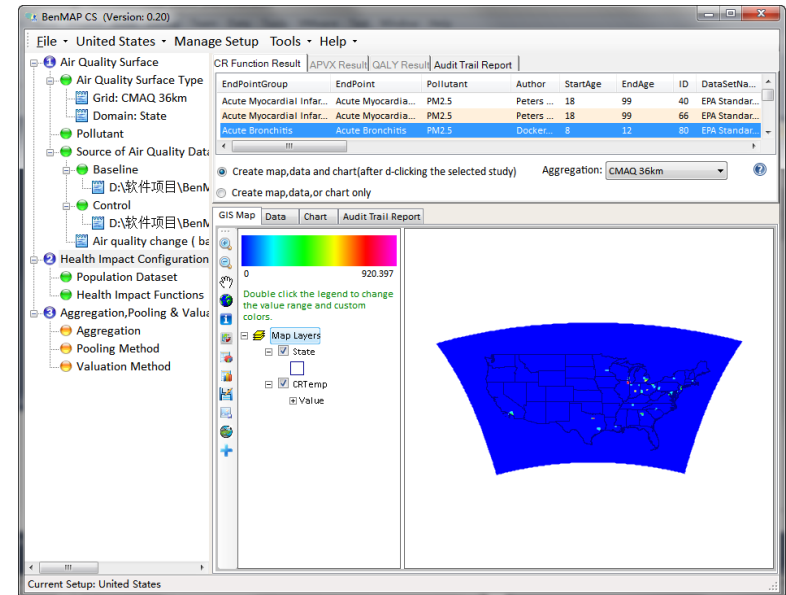 BenMAP CS (Version: 0.20)
File United States Manage Setup Tools Help
Air Quality Surface
Air Quality Surface Type
Grid: CMAQ 36km
Domain: State
Pollutant
Source of Air Quality Data
Baseline
D:\软件项目\BenM
Control
D:\软件项目\BenM
Air quality change ( ba
Health Impact Configuration
Population Dataset
Health Impact Functions
Aggregation,Pooling & Valua
Aggregation
Pooling Method
Valuation Method
CR Function Result APVX Result QALY Result Audit Trail Report
EndPointGroup EndPoint Pollutant Author StartAge EndAge ID DataSetNa...
Acute Myocardial Infar... Acute Myocardia... PM2.5 Peters ... 18 99 40 EPA Standar...
Acute Myocardial Infar... Acute Myocardia... PM2.5 Peters ... 18 99 66 EPA Standar...
Acute Bronchitis Acute Bronchitis PM2.5 Docker... 8 12 80 EPA Standar...
Create map,data and chart(after d-clicking the selected study) Aggregation: CMAQ 36km
Create map,data,or chart only
GIS Map Data Chart Audit Trail Report
0 920.397
Double click the legend to change
the value range and custom
colors.
Map Layers
State
CRTemp
Value
Current Setup: United States